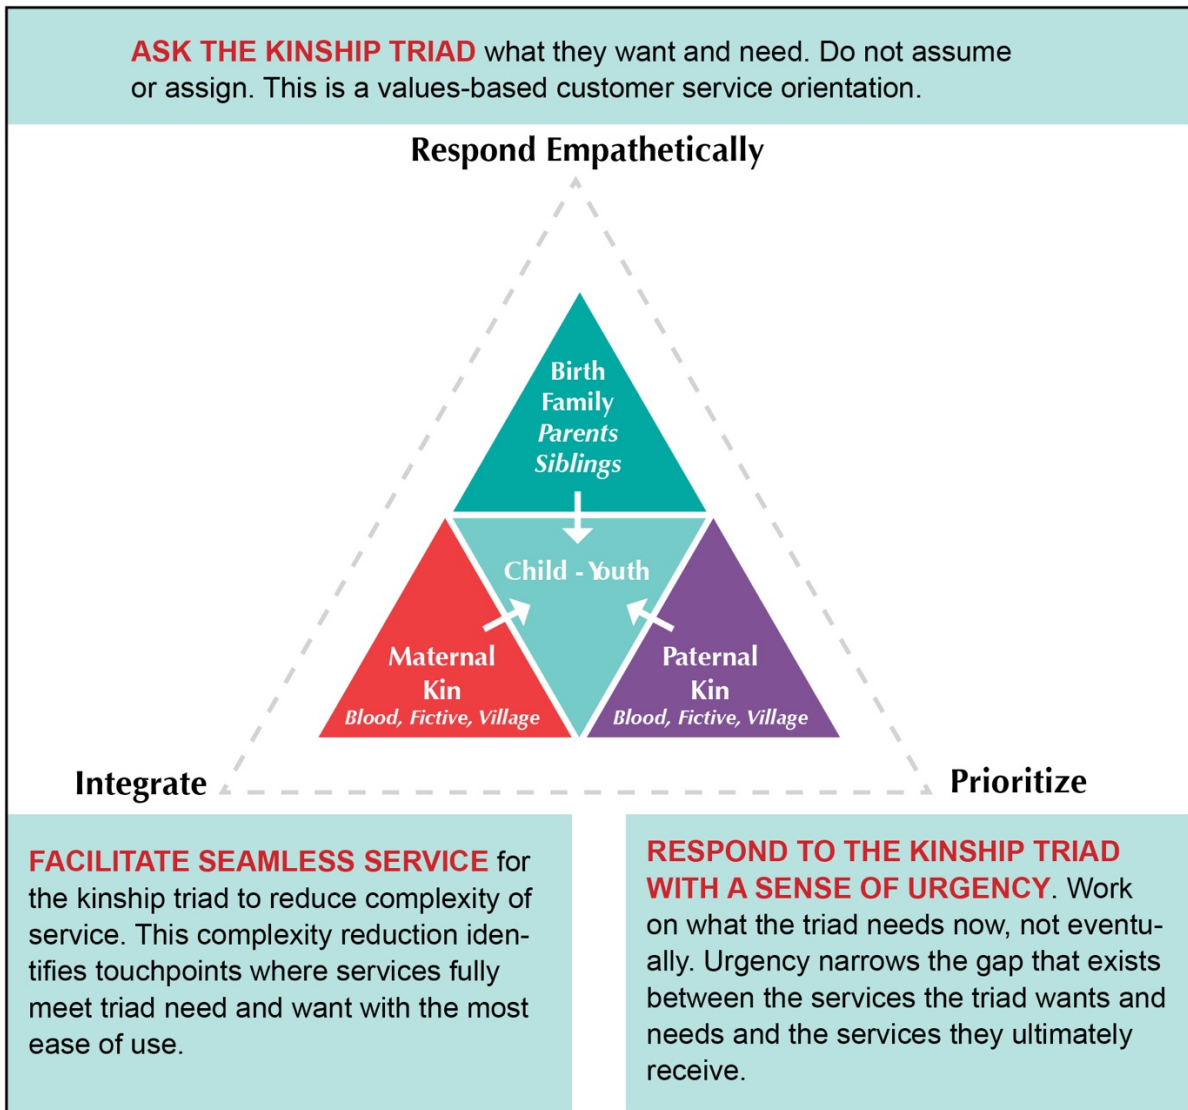 ASK THE KINSHIP TRIAD what they want and need. Do not assume
or assign. This is a values-based customer service orientation.
Respond Empathetically
Birth
Family
Parents
Siblings
Child - Youth
Maternal
Kin
Blood, Fictive, Village
Paternal
Kin
Blood, Fictive, Village
Integrate
Prioritize
FACILITATE SEAMLESS SERVICE for
the kinship triad to reduce complexity of
service. This complexity reduction iden-
tifies touchpoints where services fully
meet triad need and want with the most
ease of use.
RESPOND TO THE KINSHIP TRIAD
WITH A SENSE OF URGENCY. Work
on what the triad needs now, not eventu-
ally. Urgency narrows the gap that exists
between the services the triad wants and
needs and the services they ultimately
receive.